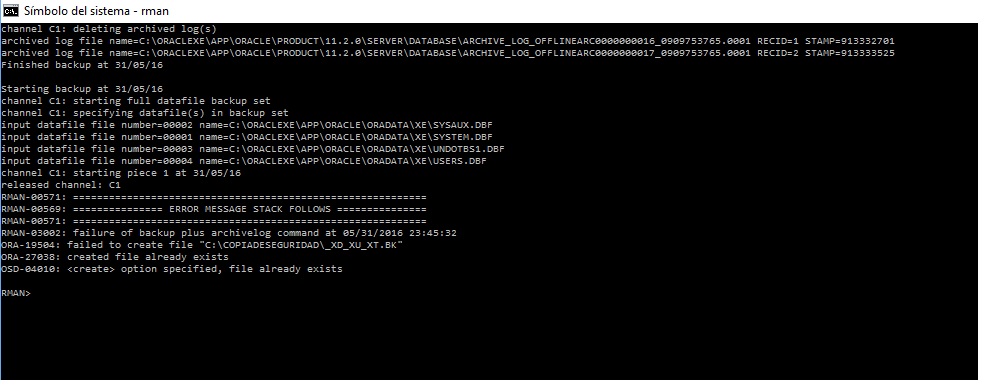 Símbolo del sistema - rman
channel C1: deleting archived log(s)
archived log file name=C:\ORACLEXE\APP\ORACLE\PRODUCT\11.2.0\SERVER\DATABASE\ARCHIVE_LOG_OFFLINEARC0000000016_0909753765.0001 RECID=1 STAMP=913332701
archived log file name=C:\ORACLEXE\APP\ORACLE\PRODUCT\11.2.0\SERVER\DATABASE\ARCHIVE_LOG_OFFLINEARC0000000017_0909753765.0001 RECID=2 STAMP=913333525
Finished backup at 31/05/16

Starting backup at 31/05/16
channel C1: starting full datafile backup set
channel C1: specifying datafile(s) in backup set
input datafile file number=00002 name=C:\ORACLEXE\APP\ORACLE\ORADATA\XE\SYSAUX.DBF
input datafile file number=00001 name=C:\ORACLEXE\APP\ORACLE\ORADATA\XE\SYSTEM.DBF
input datafile file number=00003 name=C:\ORACLEXE\APP\ORACLE\ORADATA\XE\UNDOTBS1.DBF
input datafile file number=00004 name=C:\ORACLEXE\APP\ORACLE\ORADATA\XE\USERS.DBF
channel C1: starting piece 1 at 31/05/16
released channel: C1
RMAN-00571: ===========================================================
RMAN-00569: =============== ERROR MESSAGE STACK FOLLOWS ===============
RMAN-00571: ===========================================================
RMAN-03002: failure of backup plus archivelog command at 05/31/2016 23:45:32
ORA-19504: failed to create file "C:\COPIADESEGURIDAD\_XD_XU_XT.BK"
ORA-27038: created file already exists
OSD-04010: <create> option specified, file already exists

RMAN>